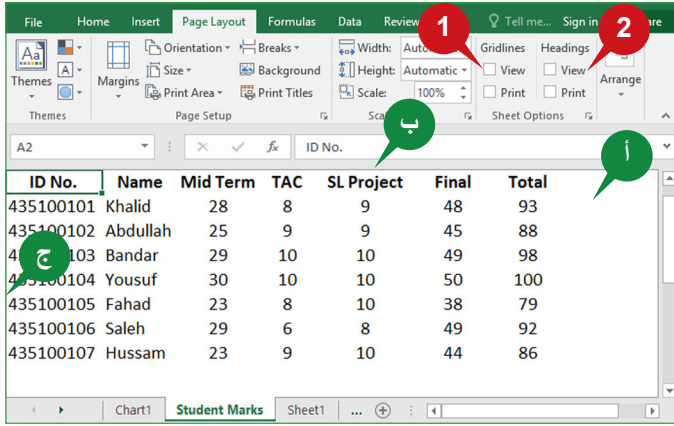 File Home Insert Page Layout Formulas Data Review 1 Tell me... Sign in 2
Orientation Breaks Width: Gridlines Headings
Themes Margins Size Background Height: Automatic View View Arrange
Print Area Print Titles Scale: 100% Print Print
Themes Page Setup Sheet Options
A2 fx ID No. ب أ
ID No. Name Mid Term TAC SL Project Final Total
435100101 Khalid 28 8 9 48 93
435100102 Abdullah 25 9 9 45 88
ج 103 Bandar 29 10 10 49 98
435100104 Yousuf 30 10 10 50 100
435100105 Fahad 23 8 10 38 79
435100106 Saleh 29 6 8 49 92
435100107 Hussam 23 9 10 44 86
Chart1 Student Marks Sheet1 ...